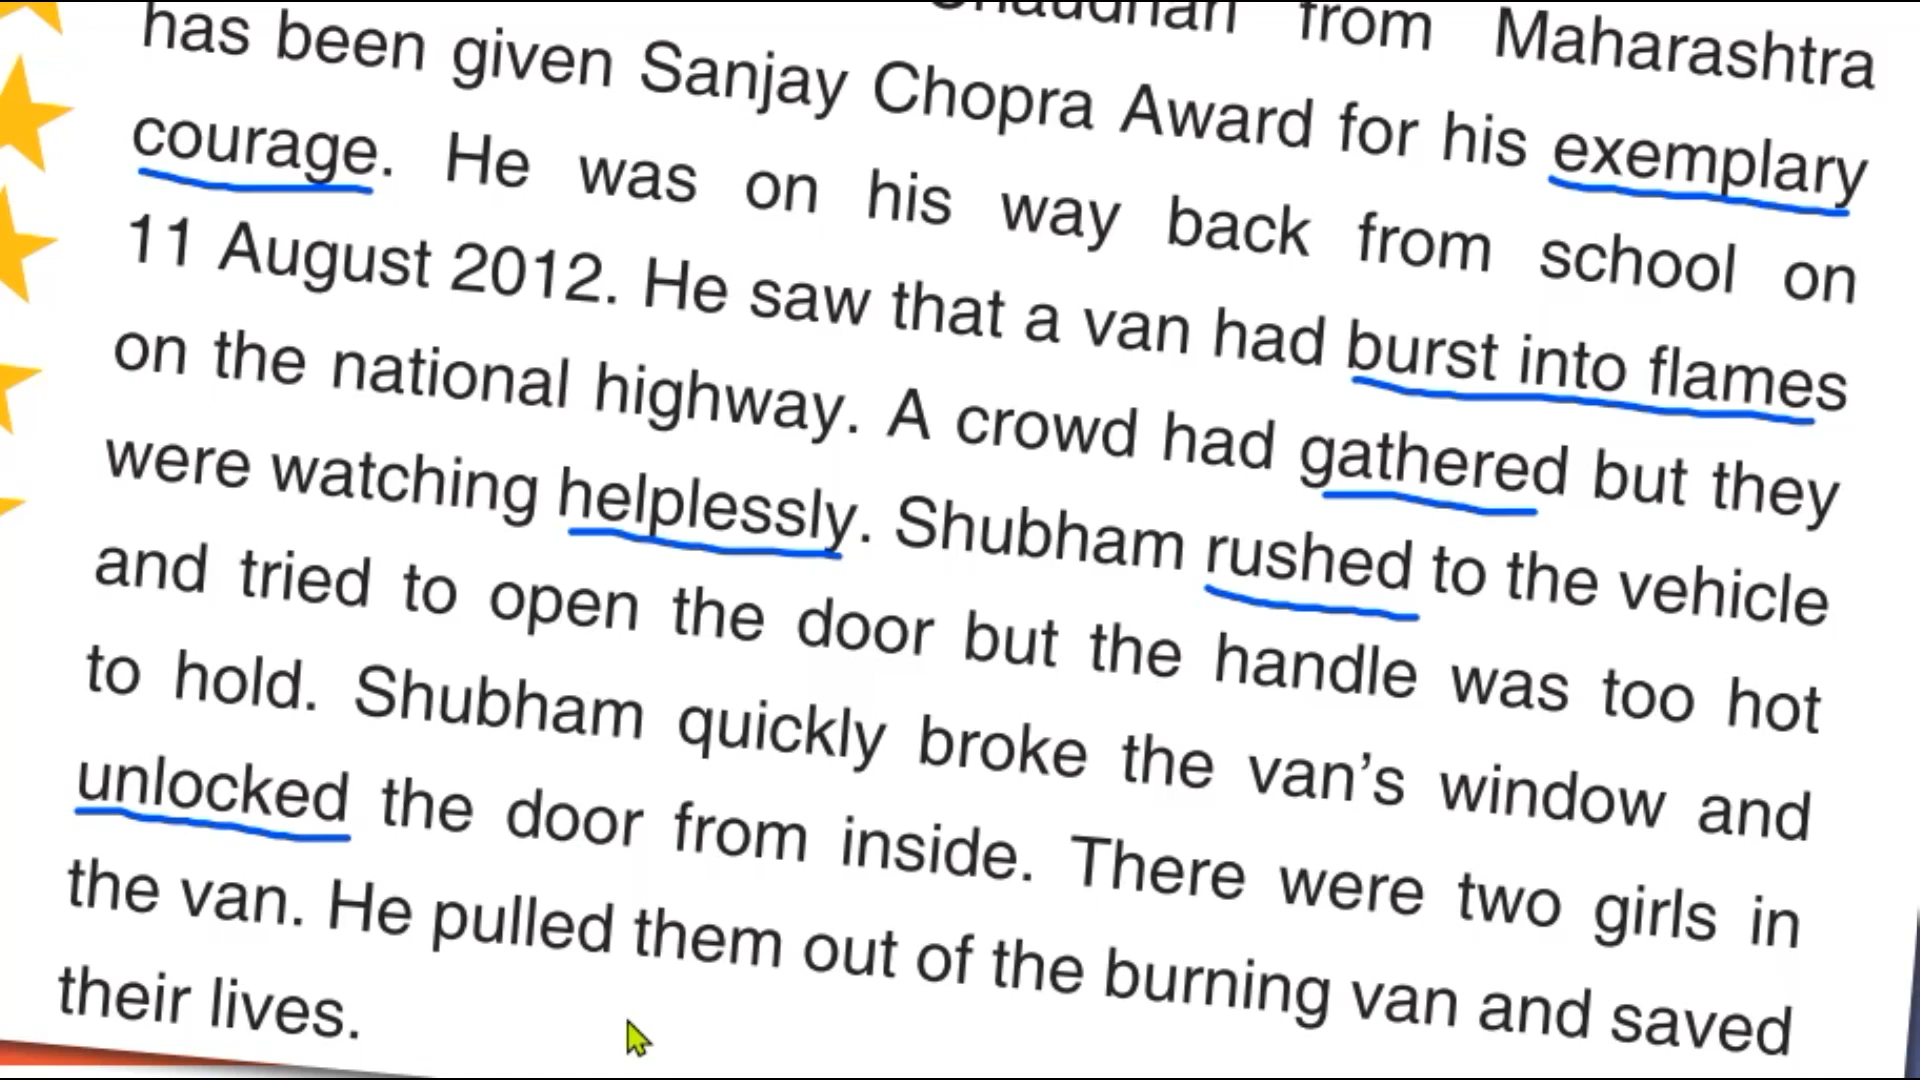 from Maharashtra
has been given Sanjay Chopra Award for his exemplary
courage. He was on his way back from school on
11 August 2012. He saw that a van had burst into flames
on the national highway. A crowd had gathered but they
were watching helplessly. Shubham rushed to the vehicle
and tried to open the door but the handle was too hot
to hold. Shubham quickly broke the van’s window and
unlocked the door from inside. There were two girls in
the van. He pulled them out of the burning van and saved
their lives.